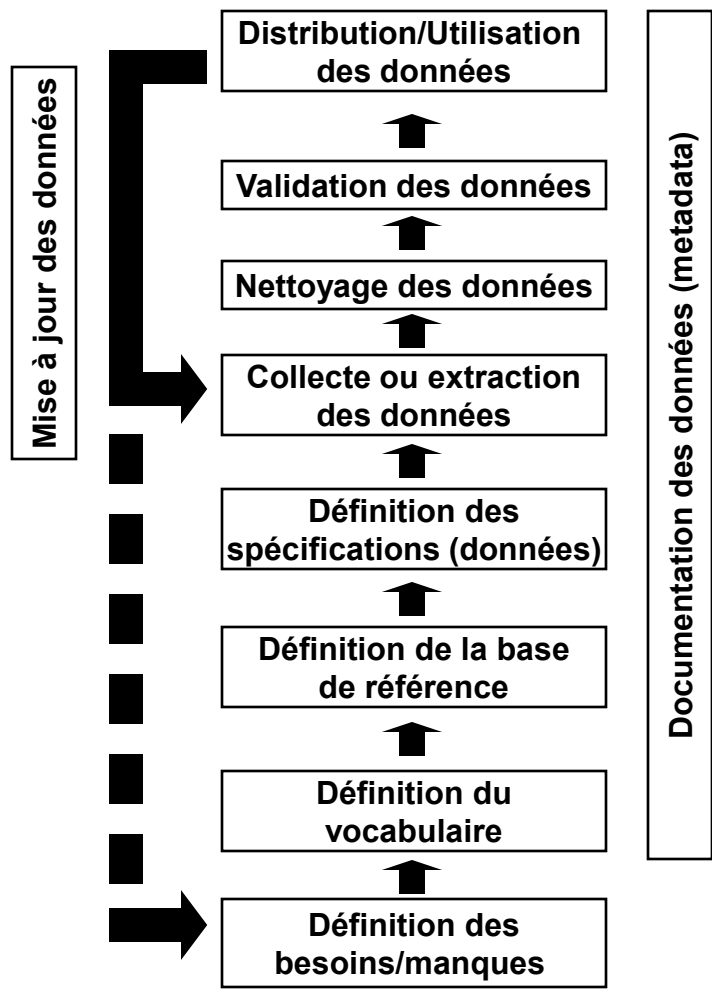 Distribution/Utilisation
des données
Validation des données
Nettoyage des données
Collecte ou extraction
des données
Définition des
spécifications (données)
Définition de la base
de référence
Définition du
vocabulaire
Définition des
besoins/manques
Mise à jour des données
Documentation des données (metadata)